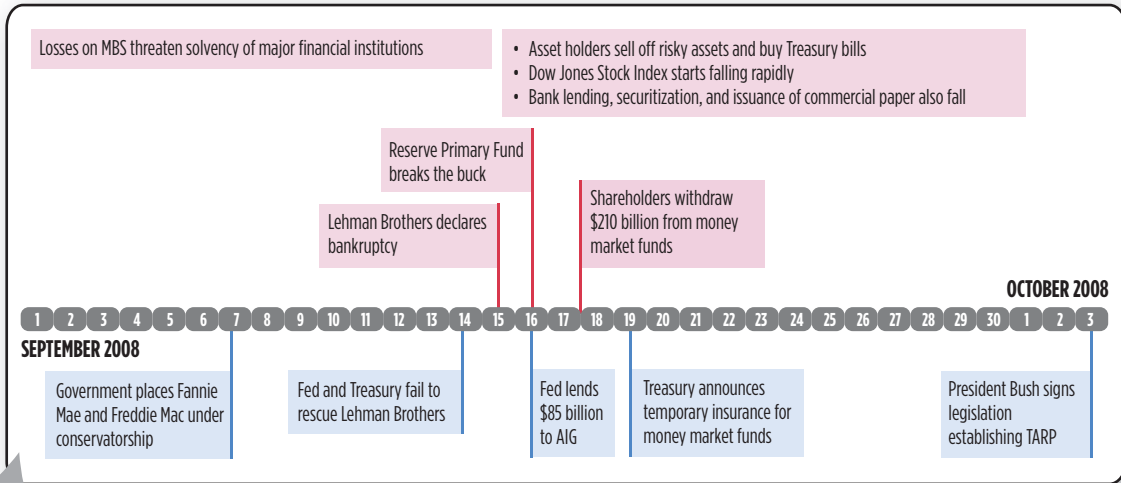 Losses on MBS threaten solvency of major financial institutions
• Asset holders sell off risky assets and buy Treasury bills
• Dow Jones Stock Index starts falling rapidly
• Bank lending, securitization, and issuance of commercial paper also fall
Reserve Primary Fund
breaks the buck
Lehman Brothers declares
bankruptcy
Shareholders withdraw
$210 billion from money
market funds
OCTOBER 2008
1 2 3 4 5 6 7 8 9 10 11 12 13 14 15 16 17 18 19 20 21 22 23 24 25 26 27 28 29 30 1 2 3
SEPTEMBER 2008
Government places Fannie
Mae and Freddie Mac under
conservatorship
Fed and Treasury fail to
rescue Lehman Brothers
Fed lends
$85 billion
to AIG
Treasury announces
temporary insurance for
money market funds
President Bush signs
legislation
establishing TARP